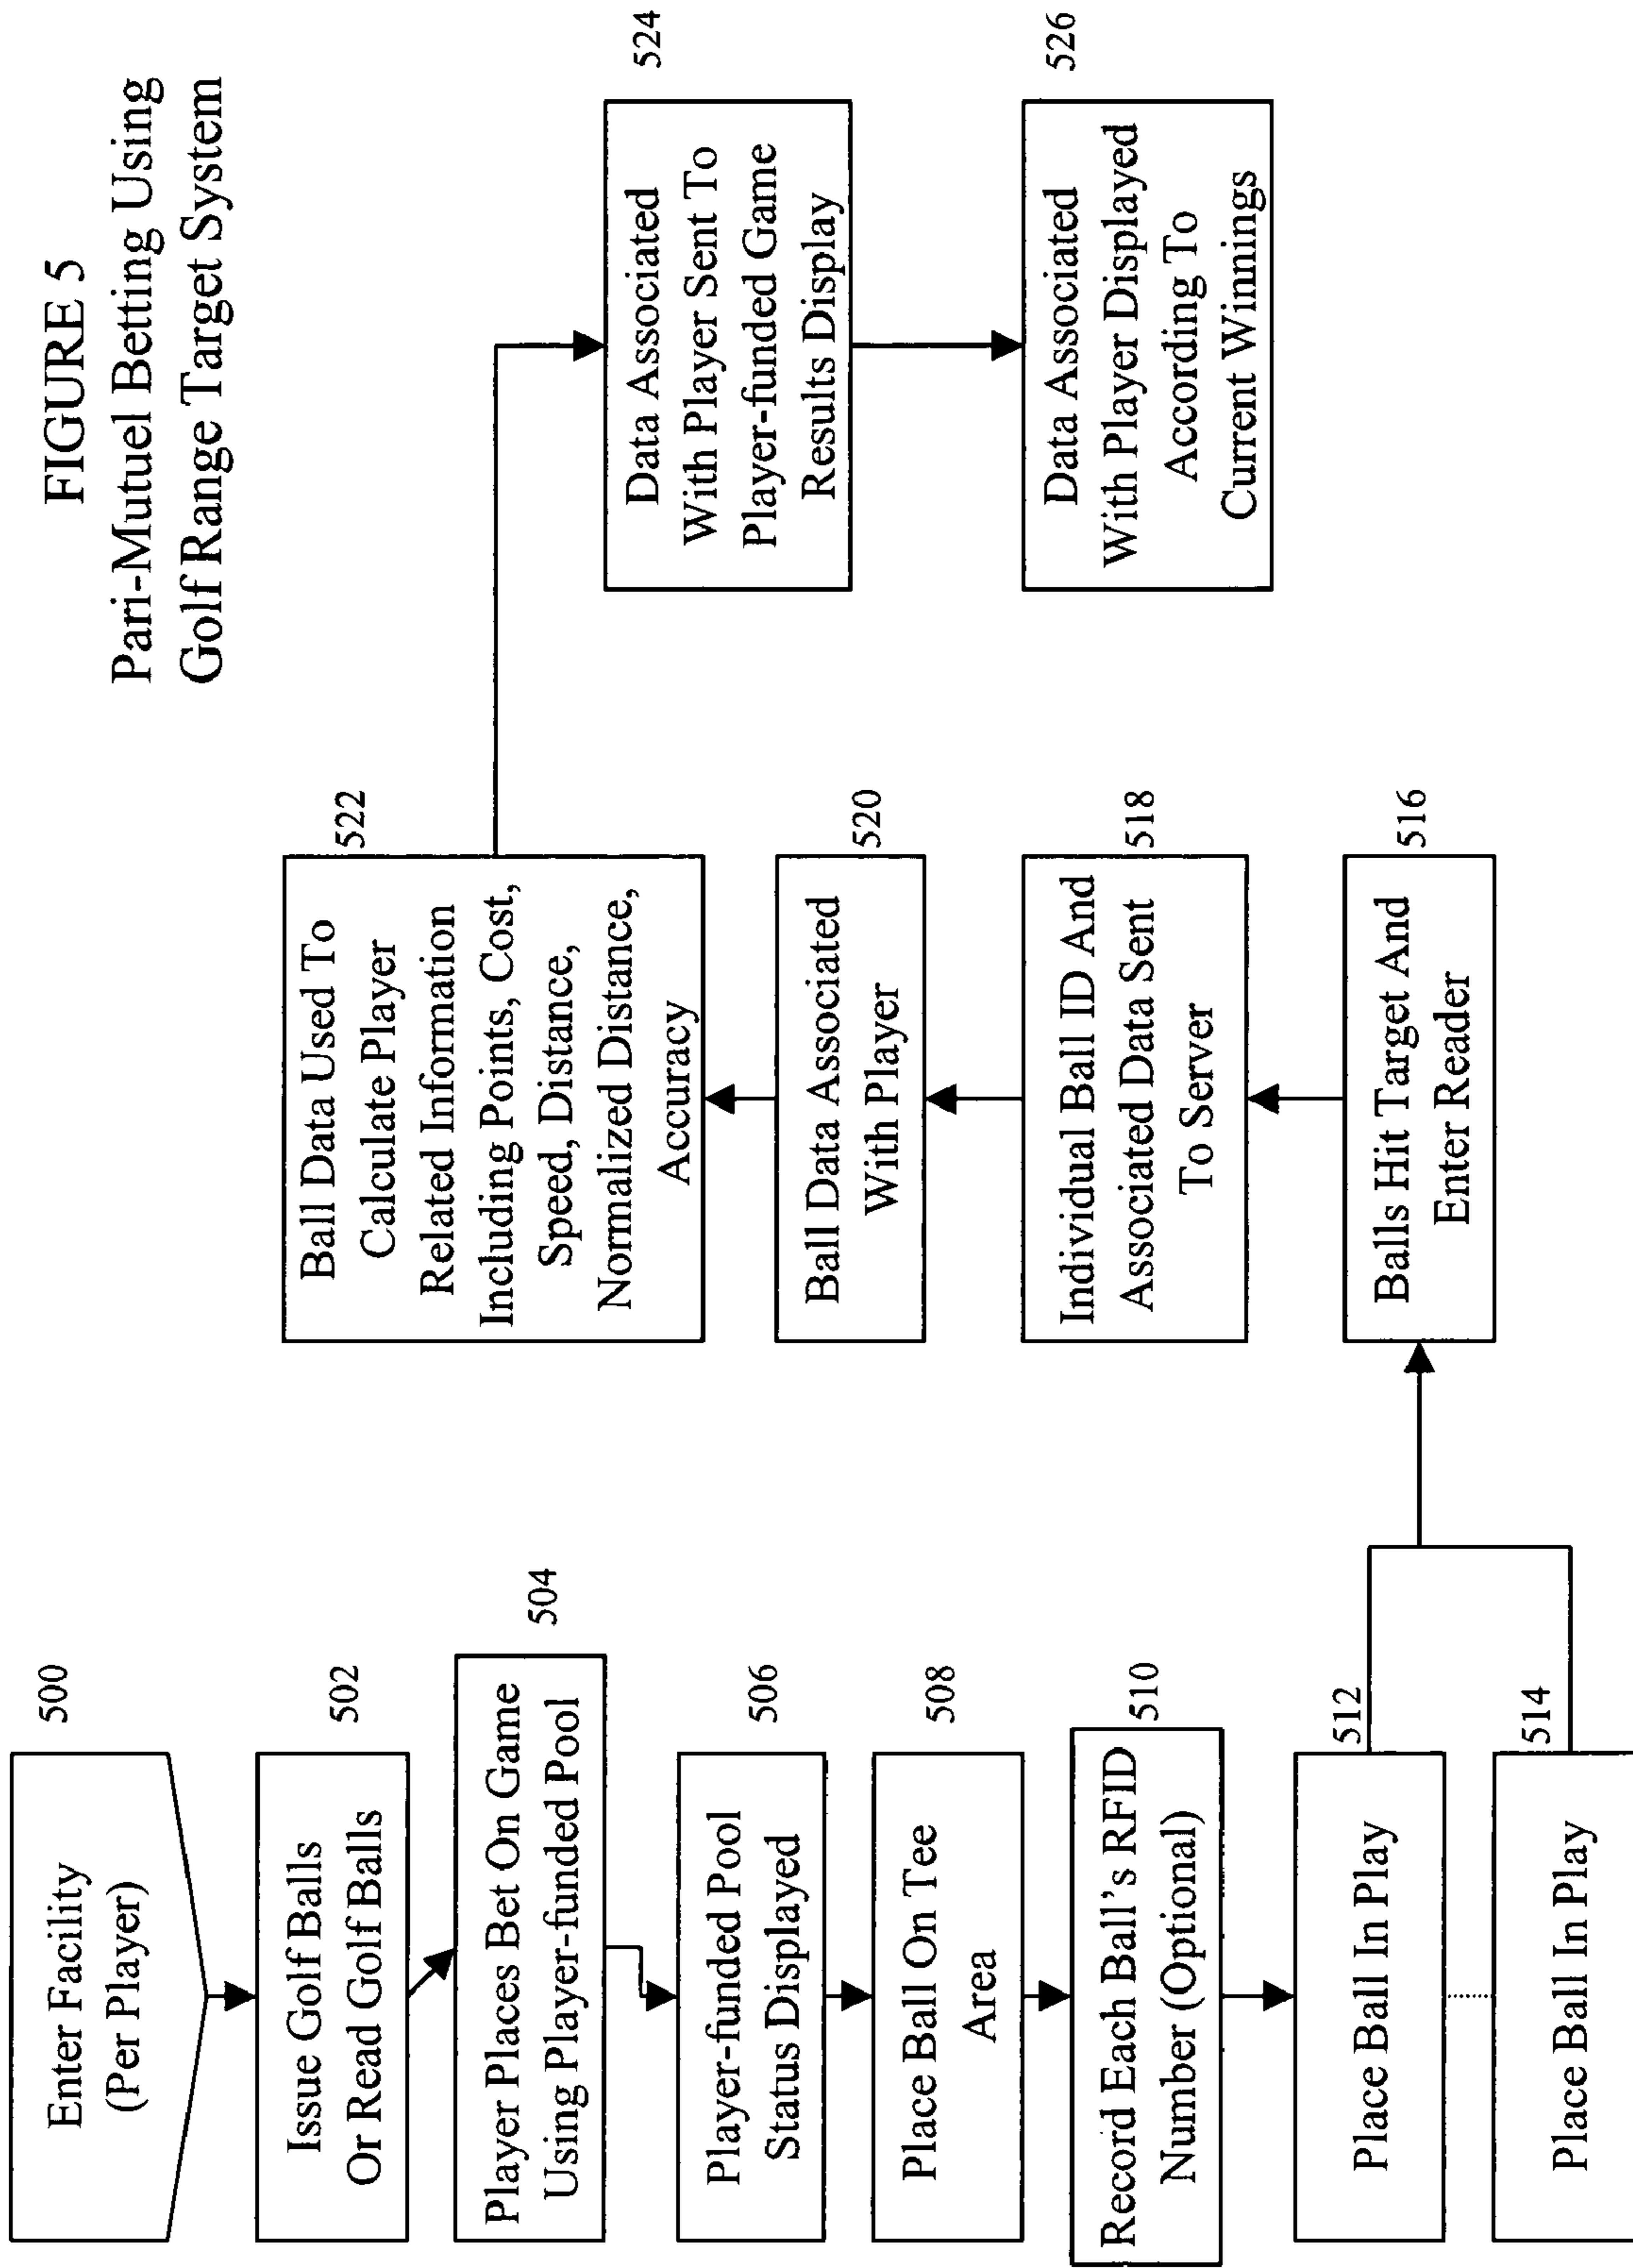 FIGURE 5
Pari-Mutuel Betting Using
Golf Range Target System
500
Enter Facility
(Per Player)
502
Issue Golf Balls
Or Read Golf Balls
504
Player Places Bet On Game
Using Player-funded Pool
506
Player-funded Pool
Status Displayed
508
Place Ball On Tee
Area
510
Record Each Ball's RFID
Number (Optional)
512
Place Ball In Play
514
Place Ball In Play
516
Balls Hit Target And
Enter Reader
518
Individual Ball ID And
Associated Data Sent
To Server
520
Ball Data Associated
With Player
522
Ball Data Used To
Calculate Player
Related Information
Including Points, Cost,
Speed, Distance,
Normalized Distance,
Accuracy
524
Data Associated
With Player Sent To
Player-funded Game
Results Display
526
Data Associated
With Player Displayed
According To
Current Winnings